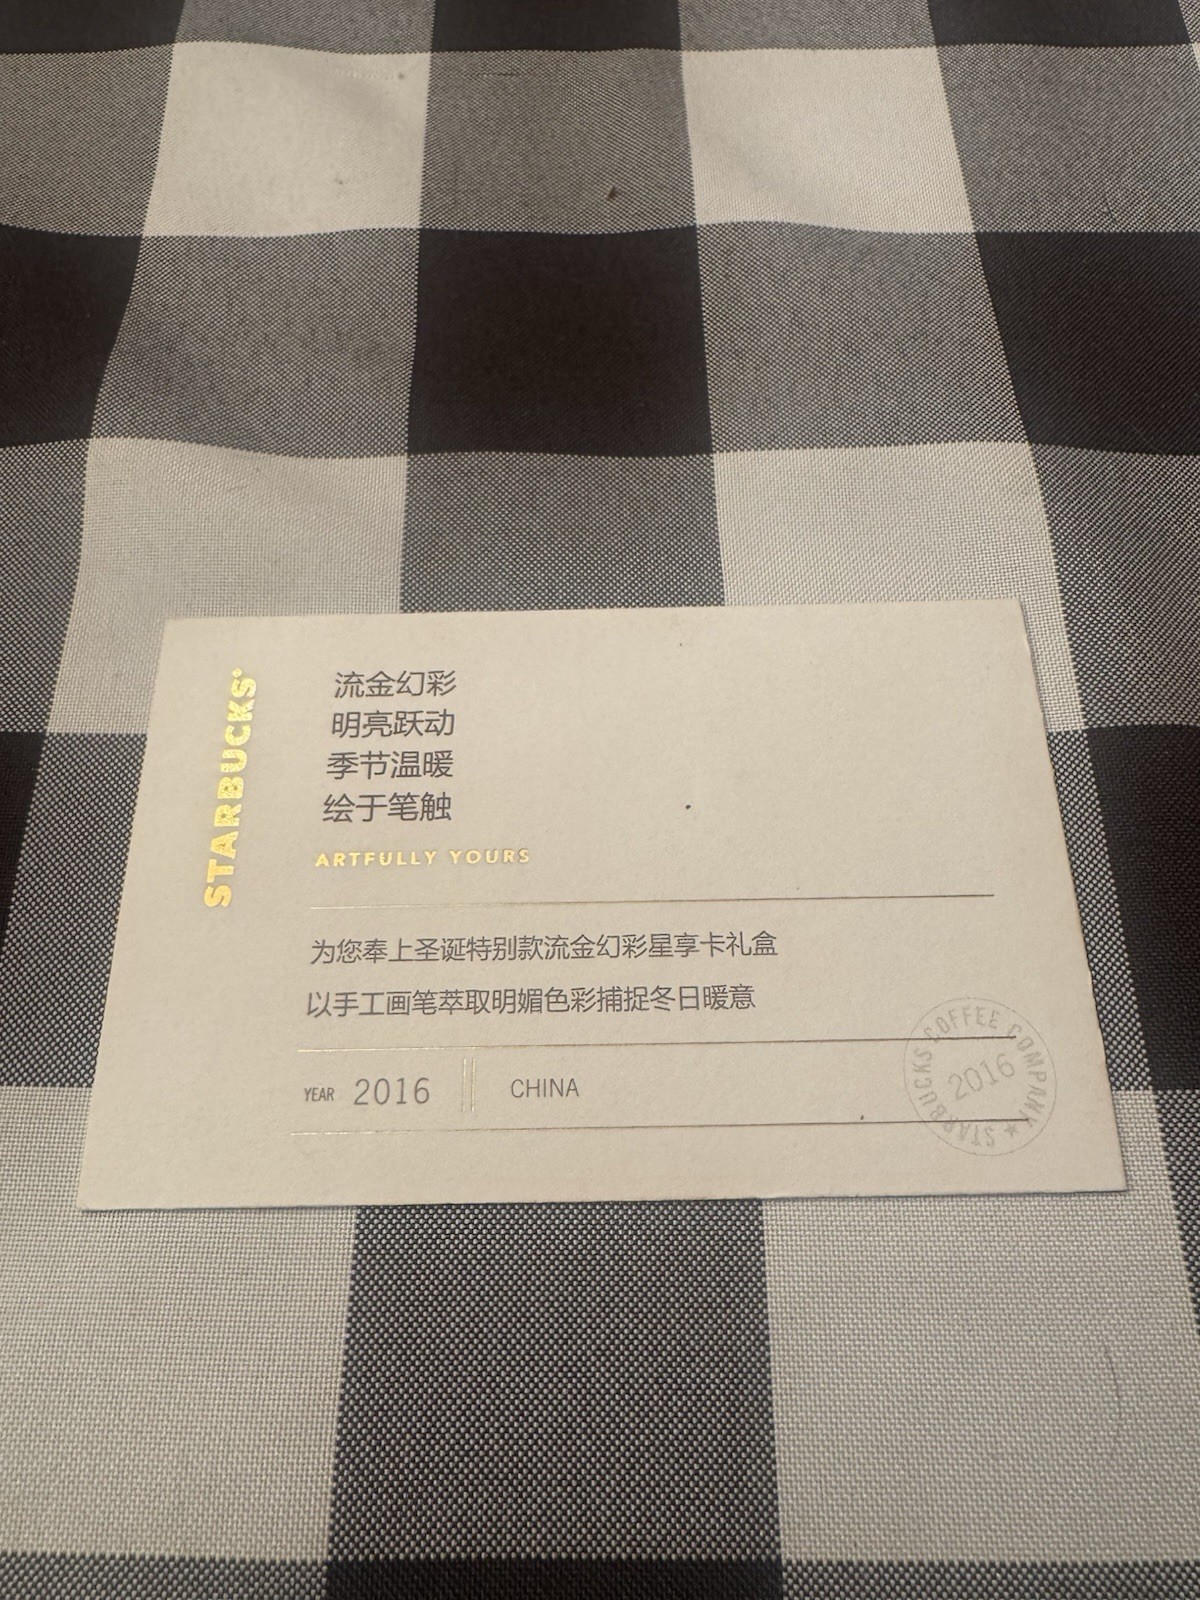 STARBUCKS®
流金幻彩
明亮跃动
季节温暖
绘于笔触
ARTFULLY YOURS
为您奉上圣诞特别款流金幻彩星享卡礼盒
以手工画笔萃取明媚色彩捕捉冬日暖意
YEAR 2016 CHINA
STARBUCKS COFFEE COMPANY ★
2016